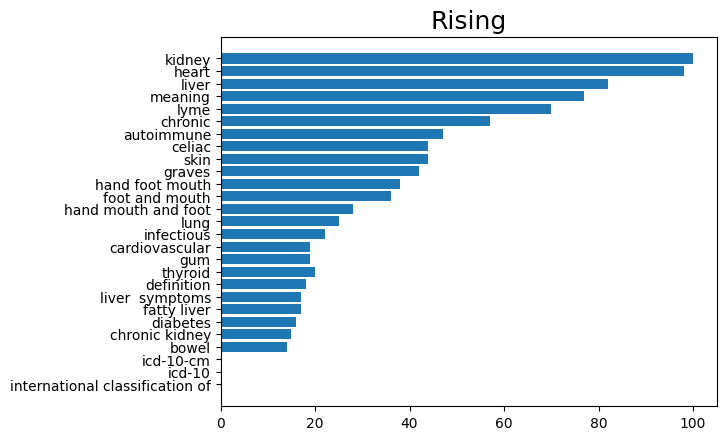 Rising
kidney
heart
liver
meaning
lyme
chronic
autoimmune
celiac
skin
graves
hand foot mouth
foot and mouth
hand mouth and foot
lung
infectious
cardiovascular
gum
thyroid
definition
liver  symptoms
fatty liver
diabetes
chronic kidney
bowel
icd-10-cm
icd-10
international classification of
0 20 40 60 80 100